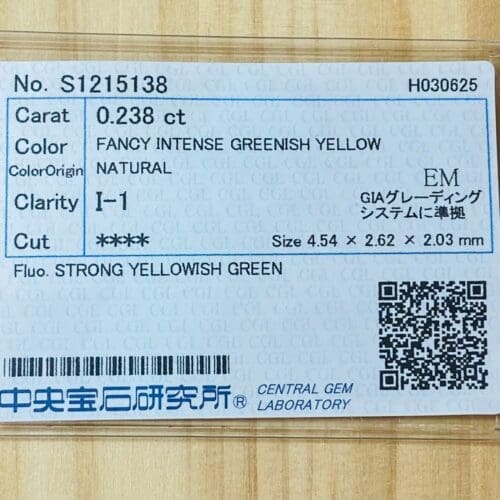 No. S1215138 H030625
Carat 0.238 ct
Color FANCY INTENSE GREENISH YELLOW
ColorOrigin NATURAL
Clarity I-1 EM
GIAグレーディング
システムに準拠
Cut **** Size 4.54 × 2.62 × 2.03 mm
Fluo. STRONG YELLOWISH GREEN
中央宝石研究所® CENTRAL GEM
LABORATORY